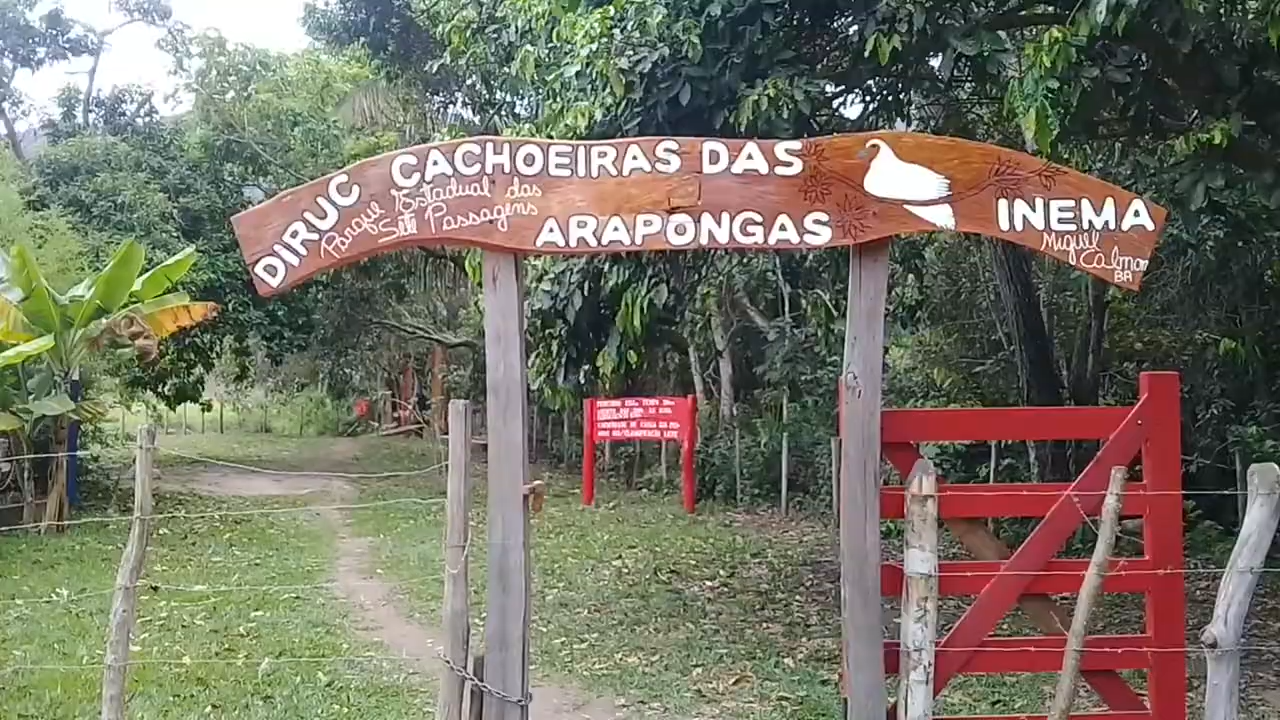 DIRUC CACHOEIRAS DAS
ARAPONGAS
Parque Estadual das
Sete Passagens
INEMA
Miguel
Calmon
BA